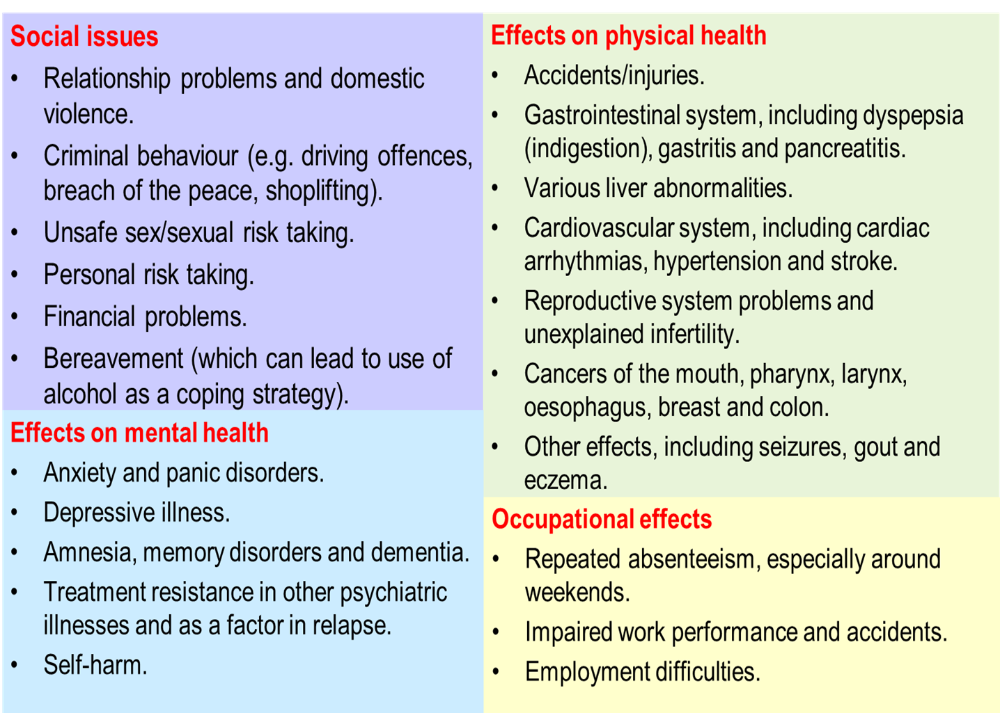 Social issues
• Relationship problems and domestic
violence.
• Criminal behaviour (e.g. driving offences,
breach of the peace, shoplifting).
• Unsafe sex/sexual risk taking.
• Personal risk taking.
• Financial problems.
• Bereavement (which can lead to use of
alcohol as a coping strategy).
Effects on mental health
• Anxiety and panic disorders.
• Depressive illness.
• Amnesia, memory disorders and dementia.
• Treatment resistance in other psychiatric
illnesses and as a factor in relapse.
• Self-harm.
Effects on physical health
• Accidents/injuries.
• Gastrointestinal system, including dyspepsia
(indigestion), gastritis and pancreatitis.
• Various liver abnormalities.
• Cardiovascular system, including cardiac
arrhythmias, hypertension and stroke.
• Reproductive system problems and
unexplained infertility.
• Cancers of the mouth, pharynx, larynx,
oesophagus, breast and colon.
• Other effects, including seizures, gout and
eczema.
Occupational effects
• Repeated absenteeism, especially around
weekends.
• Impaired work performance and accidents.
• Employment difficulties.